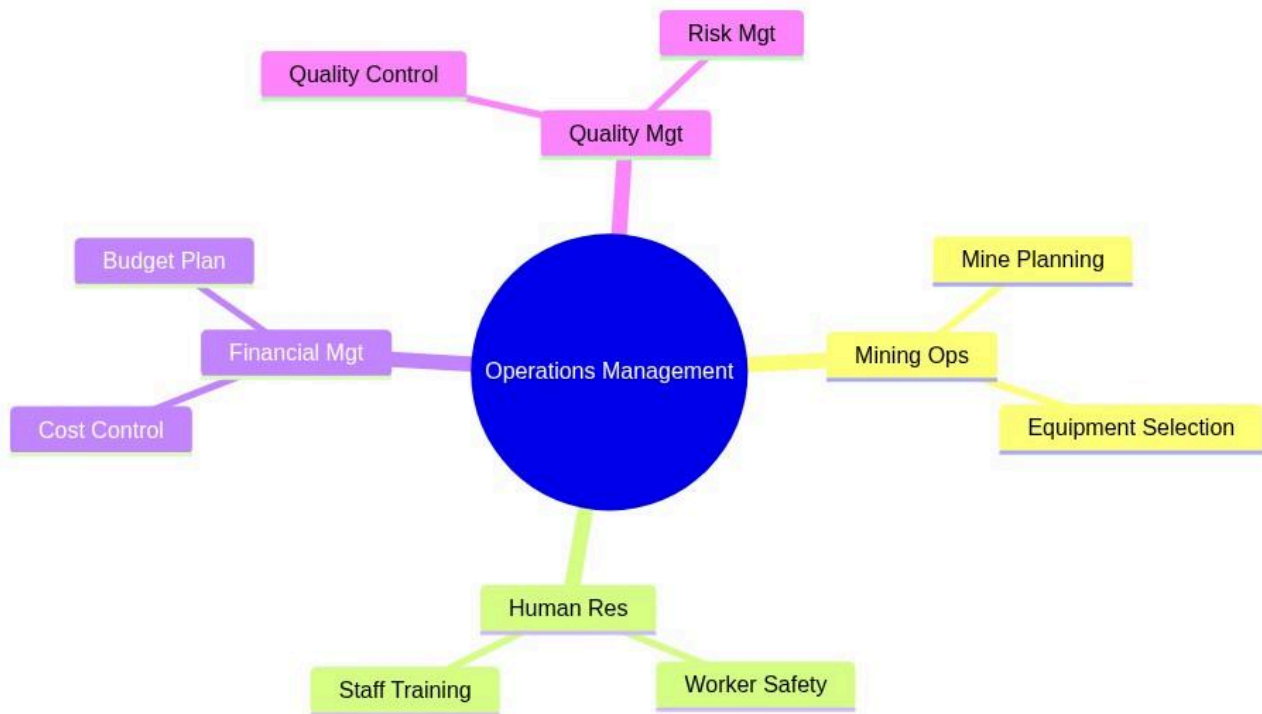 Risk Mgt
Quality Control
Quality Mgt
Budget Plan
Mine Planning
Financial Mgt
Mining Ops
Operations Management
Cost Control
Equipment Selection
Human Res
Staff Training
Worker Safety